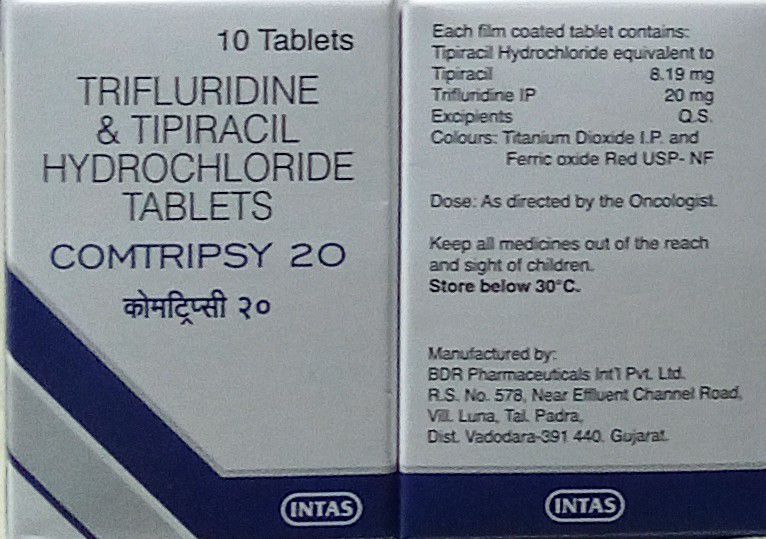 10 Tablets
TRIFLURIDINE
& TIPIRACIL
HYDROCHLORIDE
TABLETS
COMTRIPSY 20
कोमट्रिप्सी २०
INTAS
Each film coated tablet contains:
Tipiracil Hydrochloride equivalent to
Tipiracil 8.19 mg
Trifluridine IP 20 mg
Excipients Q.S.
Colours: Titanium Dioxide I.P. and
Ferric oxide Red USP- NF
Dose: As directed by the Oncologist.
Keep all medicines out of the reach
and sight of children.
Store below 30°C.
Manufactured by:
BDR Pharmaceuticals Int'l Pvt. Ltd.
R.S. No. 578, Near Effluent Channel Road,
Vill. Luna, Tal. Padra,
Dist. Vadodara-391 440, Gujarat.
INTAS